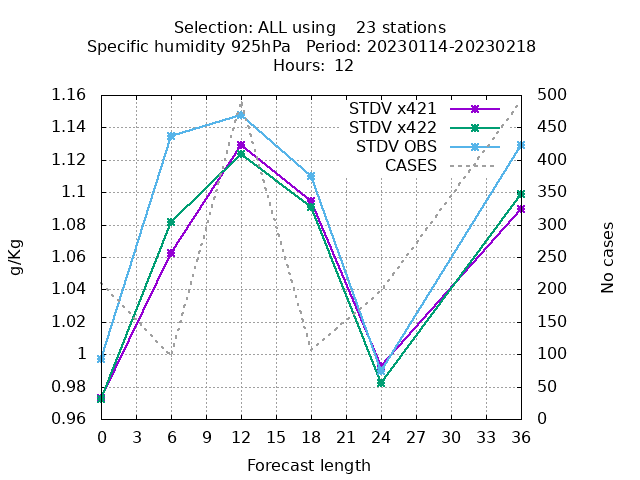 Selection: ALL using    23 stations
Specific humidity 925hPa   Period: 20230114-20230218
Hours:  12
g/Kg
1.16
1.14
1.12
1.1
1.08
1.06
1.04
1.02
1
0.98
0.96
STDV x421
STDV x422
STDV OBS
CASES
500
450
400
350
300
250
200
150
100
50
0
No cases
0 3 6 9 12 15 18 21 24 27 30 33 36
Forecast length